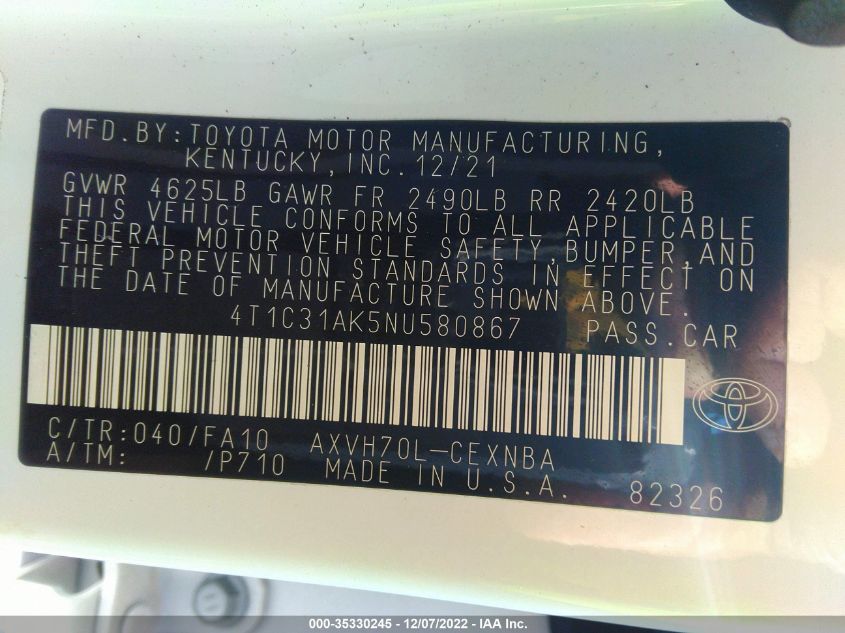 MFD.BY:TOYOTA MOTOR MANUFACTURING,
KENTUCKY,INC.12/21
GVWR 4625LB GAWR FR 2490LB RR 2420LB
THIS VEHICLE CONFORMS TO ALL APPLICABLE
FEDERAL MOTOR VEHICLE SAFETY,BUMPER,AND
THEFT PREVENTION STANDARDS IN EFFECT ON
THE DATE OF MANUFACTURE SHOWN ABOVE.
4T1C31AK5NU580867 PASS.CAR
C/TR:040/FA10 AXVH70L-CEXNBA
A/TM: /P710 MADE IN U.S.A. 82326
000-35330245 - 12/07/2022 - IAA Inc.